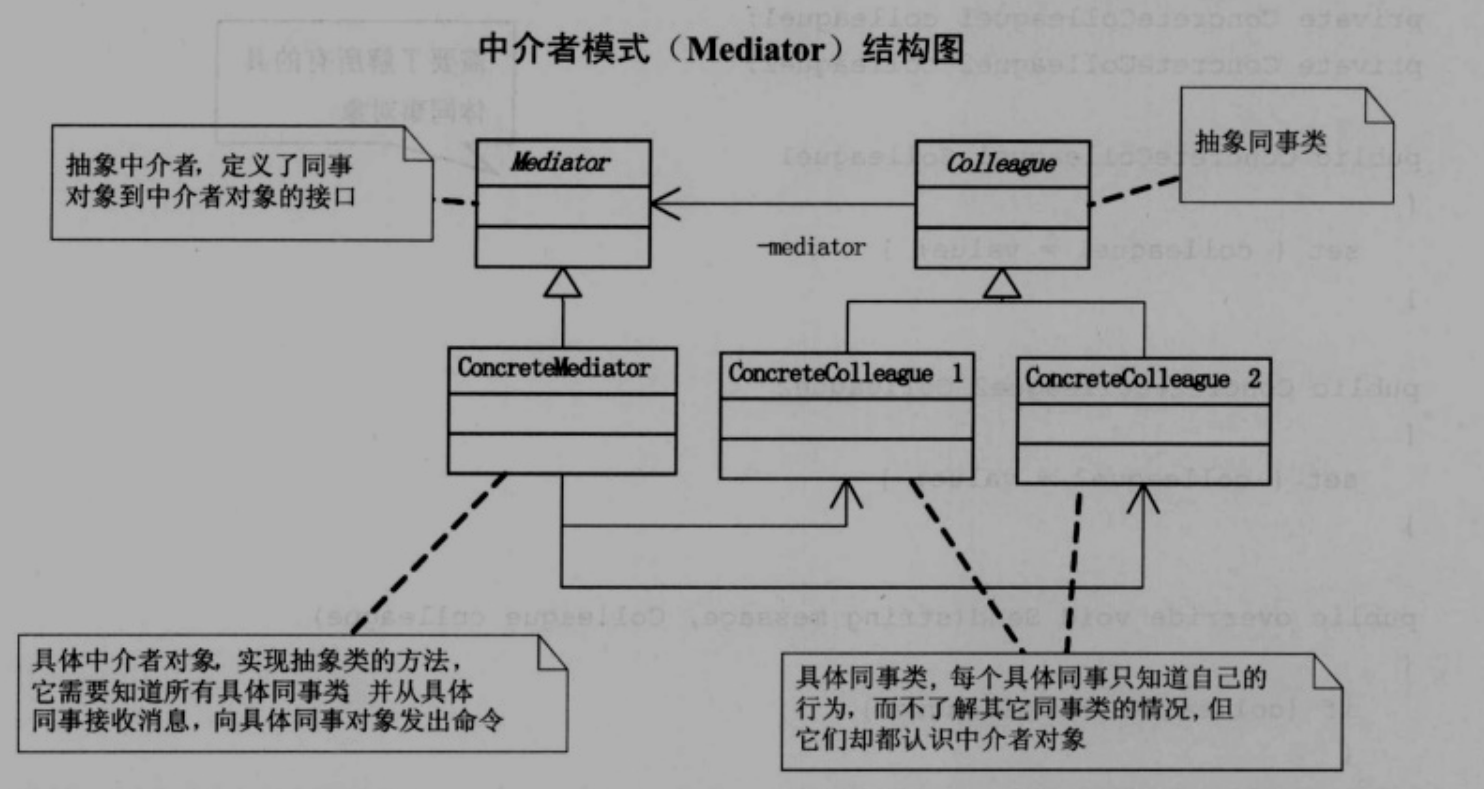 中介者模式（Mediator）结构图
抽象中介者, 定义了同事
对象到中介者对象的接口
Mediator
Colleague
抽象同事类
-mediator
ConcreteMediator
ConcreteColleague 1
ConcreteColleague 2
具体中介者对象, 实现抽象类的方法,
它需要知道所有具体同事类 并从具体
同事接收消息, 向具体同事对象发出命令
具体同事类, 每个具体同事只知道自己的
行为, 而不了解其它同事类的情况, 但
它们却都认识中介者对象